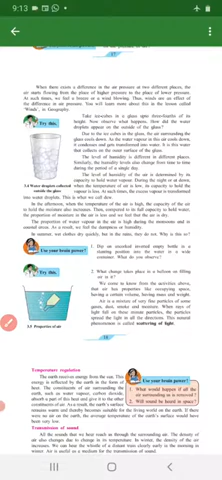 9:13
When there exists a difference in the air pressure at two different places, the
air starts flowing from the place of higher pressure to the place of lower pressure.
At such times, we feel a breeze or a wind blowing. Thus, winds are an effect of
the difference in air pressure. You will learn more about this in the lesson called
'Winds', in Geography.
Try this.
Take ice-cubes in a glass upto three-fourths of its
height. Now observe what happens. How did the water
droplets appear on the outside of the glass?
Due to the ice cubes in the glass, the air surrounding the
glass cools down. As the water vapour in this air cools down,
it condenses and gets transformed into water. It is this water
that collects on the outer surface of the glass.
The level of humidity is different in different places.
Similarly, the humidity levels also change from time to time
during the period of a single day.
The level of humidity of the air is determined by its
capacity to hold water vapour. During the night or at dawn,
when the temperature of air is low, its capacity to hold the
vapour is less. At such times, the excess vapour is transformed
into water droplets. This is what we call dew.
3.4 Water droplets collected
outside the glass
In the afternoon, when the temperature of the air is high, the capacity of the air
to hold the moisture also increases. Then, compared to its full capacity to hold water,
the proportion of moisture in the air is less and we feel that the air is dry.
The proportion of water vapour in the air is high during the monsoons and in
coastal areas. As a result, we feel the dampness or humidity.
In summer, wet clothes dry quickly, but in the rains, they do not. Why is this so?
Use your brain power!
1. Dip an inverted empty bottle in a
slanting position into the water in a wide
container. What do you observe?
Try this.
2. What change takes place in a balloon on filling
air in it?
We come to know from the activities above,
that air has properties like occupying space,
having a certain volume, having mass and weight.
Air is a mixture of very fine particles of some
gases, dust, smoke and moisture. When rays of
light fall on these minute particles, the particles
spread the light in all the directions. This natural
phenomenon is called scattering of light.
3.5 Properties of air
18
Temperature regulation
The earth receives energy from the sun. This
energy is reflected by the earth in the form of
heat. The constituents of air surrounding the
earth, such as water vapour, carbon dioxide,
absorb a part of this heat and give it to the other
constituents of air. As a result, the earth's surface
remains warm and thereby becomes suitable for the living world on the earth. If there
were no air on the earth, the average temperature of the earth's surface would have
been very low.
Use your brain power!
1. What would happen if all the
air surrounding us is removed?
2. Will sound be heard in space?
Transmission of sound
All the sounds that we hear reach us through the surrounding air. The density
of air also changes due to change in its temperature. In winter, the density of the air
increases. We can hear the whistle of a distant train clearly early in the morning in
winter. Air is useful as a medium for the transmission of sound.